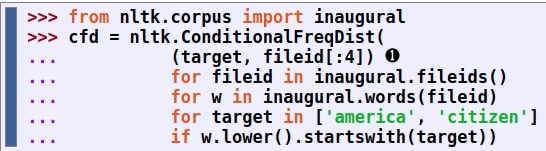 >>> from nltk.corpus import inaugural
>>> cfd = nltk.ConditionalFreqDist(
...           (target, fileid[:4]) ❶
...           for fileid in inaugural.fileids()
...           for w in inaugural.words(fileid)
...           for target in ['america', 'citizen']
...           if w.lower().startswith(target))